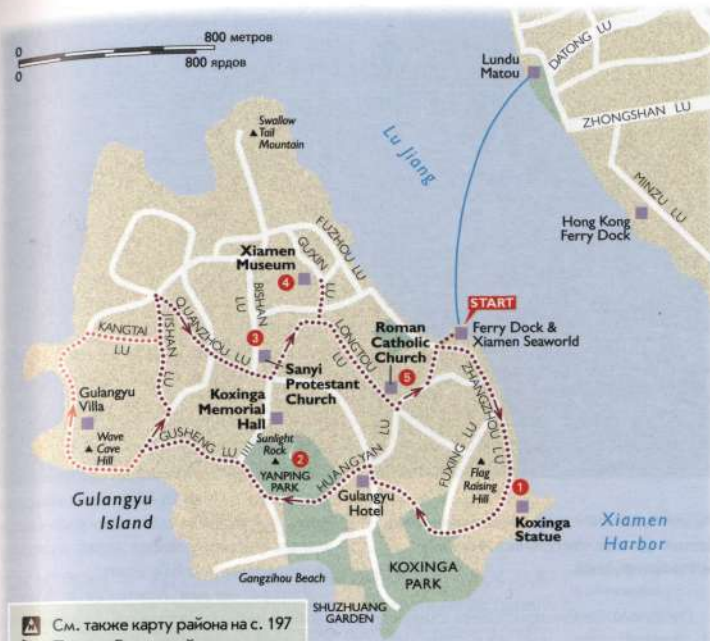 0 800 метров
0 800 ярдов
Lundu
Matou
DATONG LU
ZHONGSHAN LU
MINZU LU
Swallow
Tail
Mountain
Lu Jiang
Hong Kong
Ferry Dock
FUZHOU LU
GUXIN LU
Xiamen
Museum
4
BISHAN LU
START
Ferry Dock &
Xiamen Seaworld
KANGTAI
LU
QUANZHOU LU
JISHAN LU
3
Sanyi
Protestant
Church
LONGTOU LU
Roman
Catholic
Church
5
ZHANGZHOU LU
Gulangyu
Villa
Koxinga
Memorial
Hall
Wave
Cave
Hill
GUSHENG LU
Sunlight
Rock
2
YANPING
PARK
HUANGYAN LU
FUXING LU
Flag
Raising
Hill
Gulangyu
Hotel
1
Koxinga
Statue
Gulangyu
Island
Xiamen
Harbor
Gangzihou Beach
KOXINGA
PARK
SHUZHUANG
GARDEN
См. также карту района на с. 197